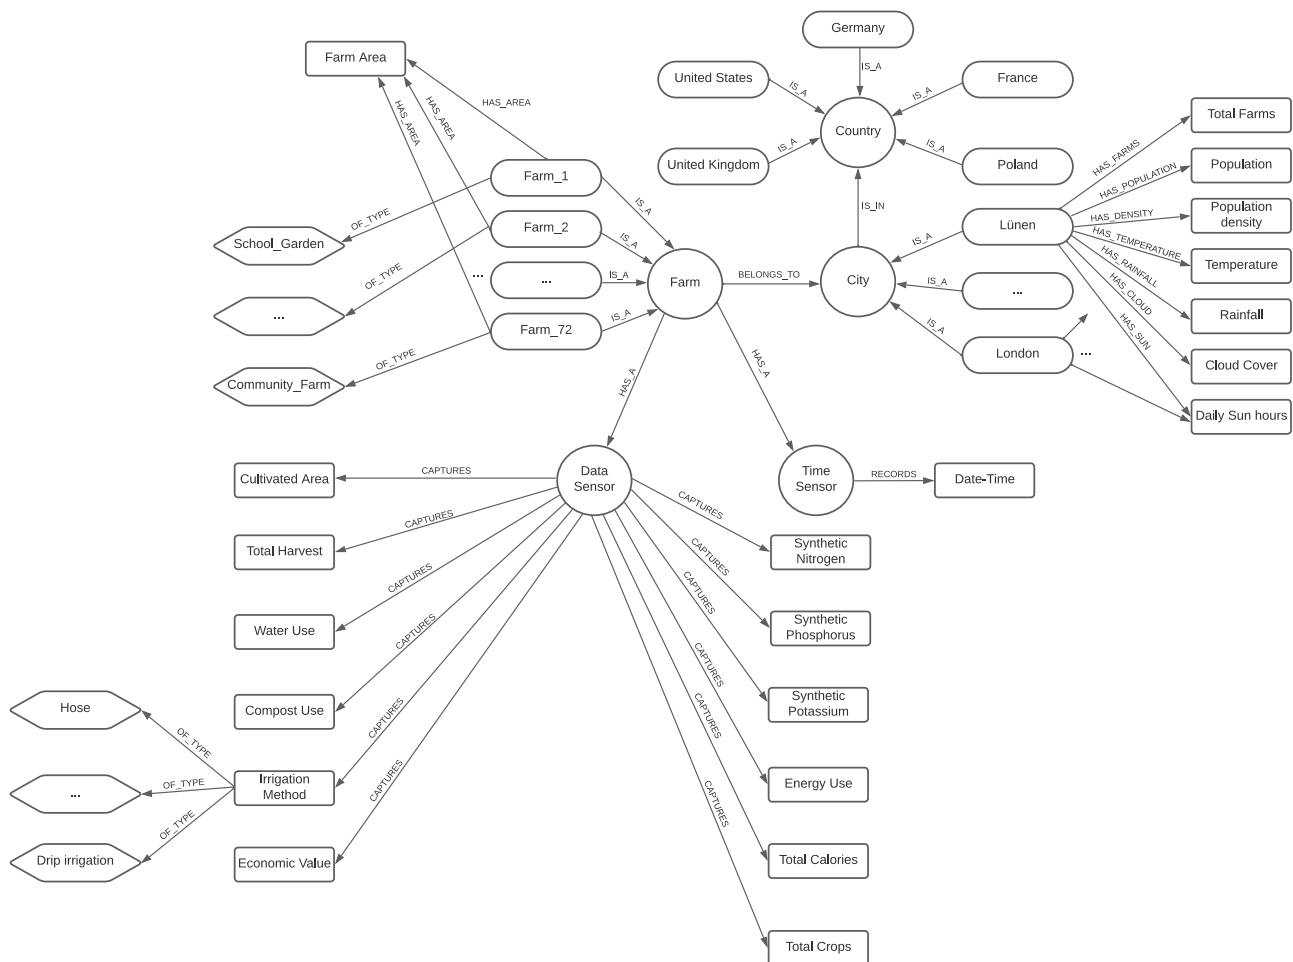 Germany
Farm Area
IS_A
United States
France
IS_A
IS_A
HAS_AREA
HAS_AREA
HAS_AREA
Country
Total Farms
IS_A
IS_A
HAS_FARMS
United Kingdom
Poland
Population
Farm_1
HAS_POPULATION
OF_TYPE
IS_A
IS_IN
Lünen
HAS_DENSITY
Population
density
School_Garden
Farm_2
IS_A
IS_A
HAS_TEMPERATURE
Temperature
OF_TYPE
...
...
IS_A
Farm
BELONGS_TO
City
IS_A
...
HAS_RAINFALL
HAS_CLOUD
HAS_SUN
Rainfall
...
Farm_72
IS_A
IS_A
London
...
OF_TYPE
Community_Farm
HAS_A
HAS_A
Cloud Cover
Daily Sun hours
Cultivated Area
CAPTURES
Data
Sensor
Time
Sensor
RECORDS
Date-Time
CAPTURES
CAPTURES
Total Harvest
Synthetic
Nitrogen
CAPTURES
CAPTURES
Water Use
CAPTURES
CAPTURES
Synthetic
Phosphorus
CAPTURES
Compost Use
CAPTURES
CAPTURES
Synthetic
Potassium
Hose
OF_TYPE
Irrigation
Method
CAPTURES
CAPTURES
Energy Use
...
OF_TYPE
OF_TYPE
Drip irrigation
Economic Value
Total Calories
Total Crops